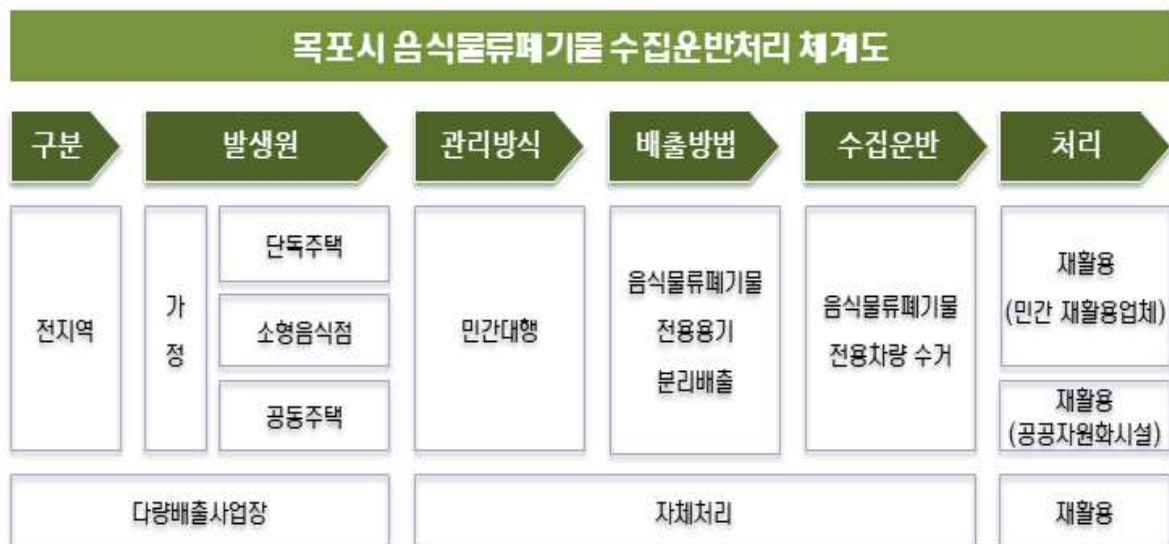 목포시 음식물류폐기물 수집운반처리 체계도
구분
발생원
관리방식
배출방법
수집운반
처리
전지역
가
정
단독주택
소형음식점
공동주택
민간대행
음식물류폐기물
전용용기
분리배출
음식물류폐기물
전용차량 수거
재활용
(민간 재활용업체)
재활용
(공공자원화시설)
다량배출사업장
자체처리
재활용